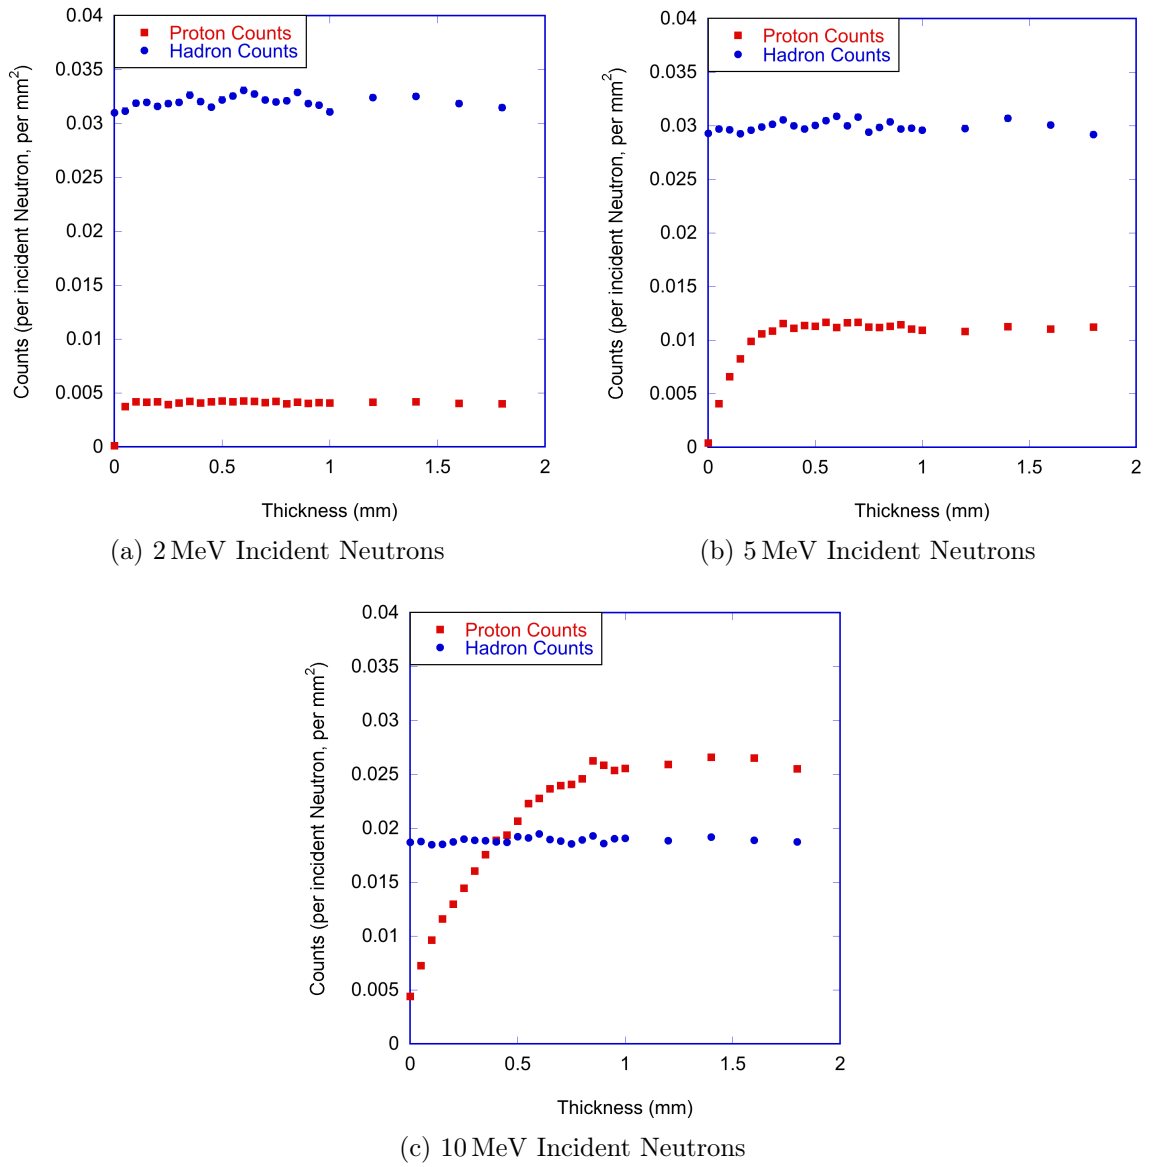 Proton Counts
Hadron Counts
Counts (per incident Neutron, per mm²)
0.04
0.035
0.03
0.025
0.02
0.015
0.01
0.005
0
0 0.5 1 1.5 2
Thickness (mm)
(a) 2 MeV Incident Neutrons
Proton Counts
Hadron Counts
Counts (per incident Neutron, per mm²)
0.04
0.035
0.03
0.025
0.02
0.015
0.01
0.005
0
0 0.5 1 1.5 2
Thickness (mm)
(b) 5 MeV Incident Neutrons
Proton Counts
Hadron Counts
Counts (per incident Neutron, per mm²)
0.04
0.035
0.03
0.025
0.02
0.015
0.01
0.005
0
0 0.5 1 1.5 2
Thickness (mm)
(c) 10 MeV Incident Neutrons